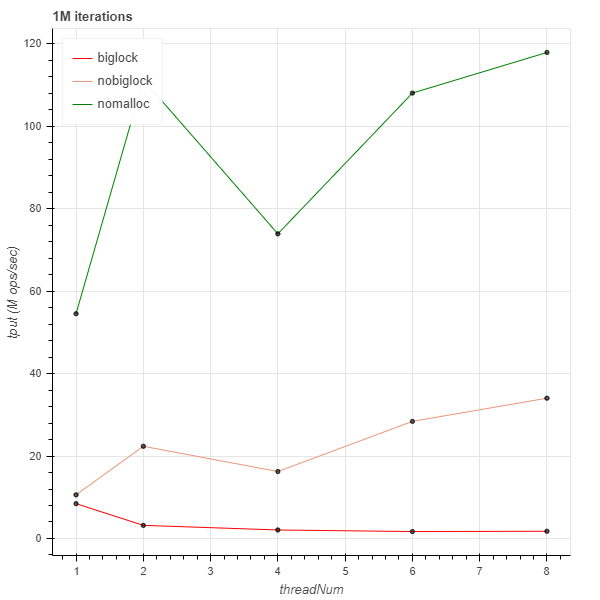 1M iterations
biglock
nobiglock
nomalloc
120
100
80
60
40
20
0
tput (M ops/sec)
1 2 3 4 5 6 7 8
threadNum